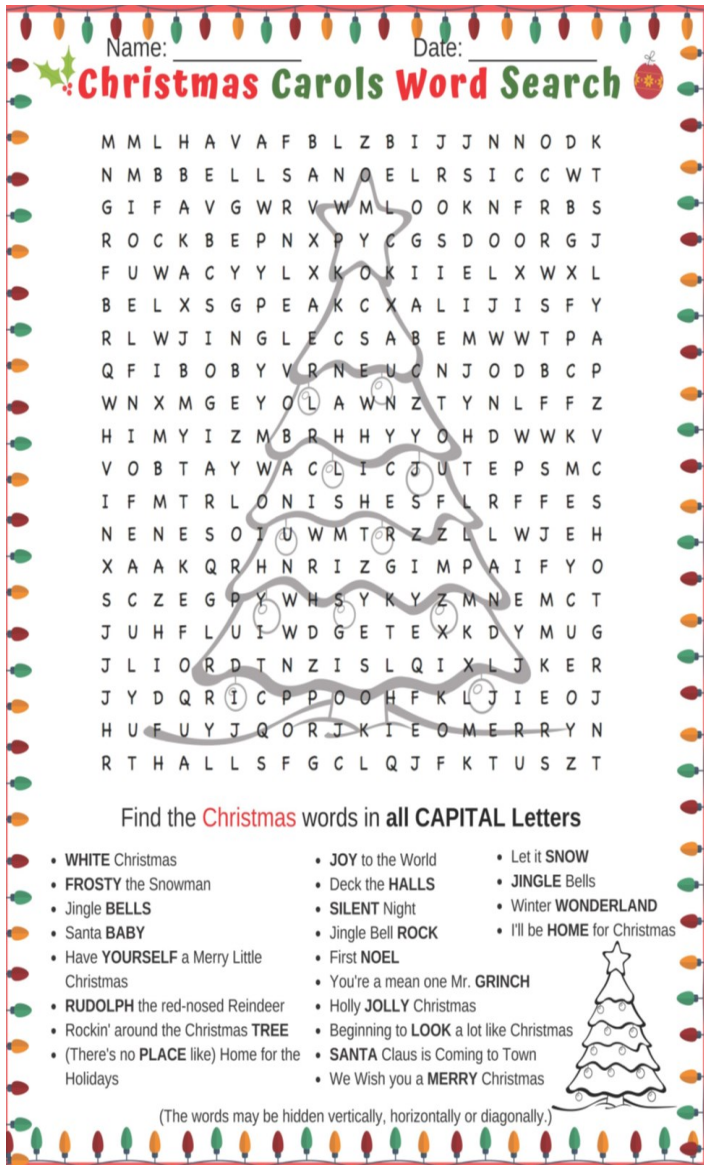 Name: ____________ Date: ____________
Christmas Carols Word Search
M M L H A V A F B L Z B I J J N N O D K
N M B B E L L S A N O E L R S I C C W T
G I F A V G W R V W M L O O K N F R B S
R O C K B E P N X P Y C G S D O O R G J
F U W A C Y Y L X K O K I I E L X W X L
B E L X S G P E A K C X A L I J I S F Y
R L W J I N G L E C S A B E M W W T P A
Q F I B O B Y V R N E U C N J O D B C P
W N X M G E Y O L A W N Z T Y N L F F Z
H I M Y I Z M B R H H Y Y O H D W W K V
V O B T A Y W A C L I C J U T E P S M C
I F M T R L O N I S H E S F L R F F E S
N E N E S O I U W M T R Z Z L L W J E H
X A A K Q R H N R I Z G I M P A I F Y O
S C Z E G P Y W H S Y K Y Z M N E M C T
J U H F L U I W D G E T E X K D Y M U G
J L I O R D T N Z I S L Q I X L J K E R
J Y D Q R I C P P O O H F K L J I E O J
H U F U Y J Q O R J K I E O M E R R Y N
R T H A L L S F G C L Q J F K T U S Z T
Find the Christmas words in all CAPITAL Letters
• WHITE Christmas
• FROSTY the Snowman
• Jingle BELLS
• Santa BABY
• Have YOURSELF a Merry Little
Christmas
• RUDOLPH the red-nosed Reindeer
• Rockin' around the Christmas TREE
• (There's no PLACE like) Home for the
Holidays
• JOY to the World
• Deck the HALLS
• SILENT Night
• Jingle Bell ROCK
• First NOEL
• You're a mean one Mr. GRINCH
• Holly JOLLY Christmas
• Beginning to LOOK a lot like Christmas
• SANTA Claus is Coming to Town
• We Wish you a MERRY Christmas
• Let it SNOW
• JINGLE Bells
• Winter WONDERLAND
• I'll be HOME for Christmas
(The words may be hidden vertically, horizontally or diagonally.)